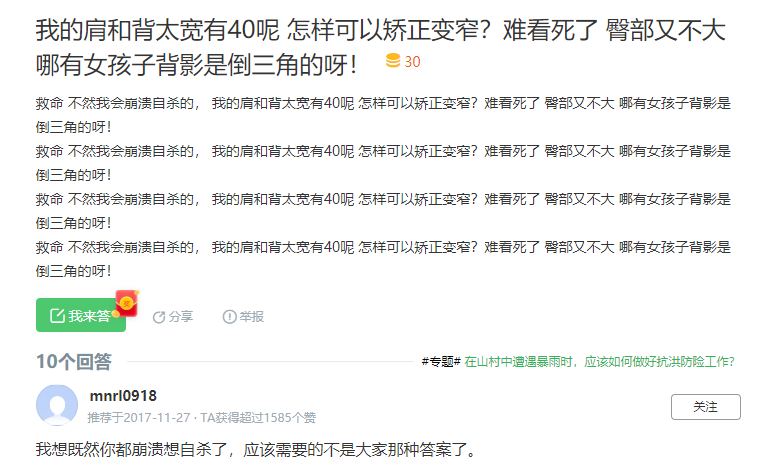 我的肩和背太宽有40呢 怎样可以矫正变窄？难看死了 臀部又不大
哪有女孩子背影是倒三角的呀！ 30
救命 不然我会崩溃自杀的， 我的肩和背太宽有40呢 怎样可以矫正变窄？难看死了 臀部又不大 哪有女孩子背影是
倒三角的呀！
救命 不然我会崩溃自杀的， 我的肩和背太宽有40呢 怎样可以矫正变窄？难看死了 臀部又不大 哪有女孩子背影是
倒三角的呀！
救命 不然我会崩溃自杀的， 我的肩和背太宽有40呢 怎样可以矫正变窄？难看死了 臀部又不大 哪有女孩子背影是
倒三角的呀！
救命 不然我会崩溃自杀的， 我的肩和背太宽有40呢 怎样可以矫正变窄？难看死了 臀部又不大 哪有女孩子背影是
倒三角的呀！
我来答 分享 举报
10个回答 #专题# 在山村中遭遇暴雨时，应该如何做好抗洪防险工作？
mnrl0918
关注
推荐于2017-11-27 · TA获得超过1585个赞
我想既然你都崩溃想自杀了，应该需要的不是大家那种答案了。